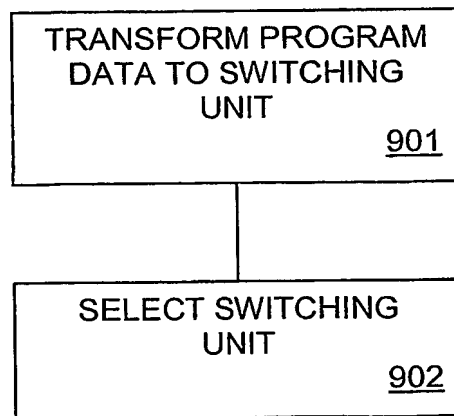 TRANSFORM PROGRAM
DATA TO SWITCHING
UNIT
901
SELECT SWITCHING
UNIT
902